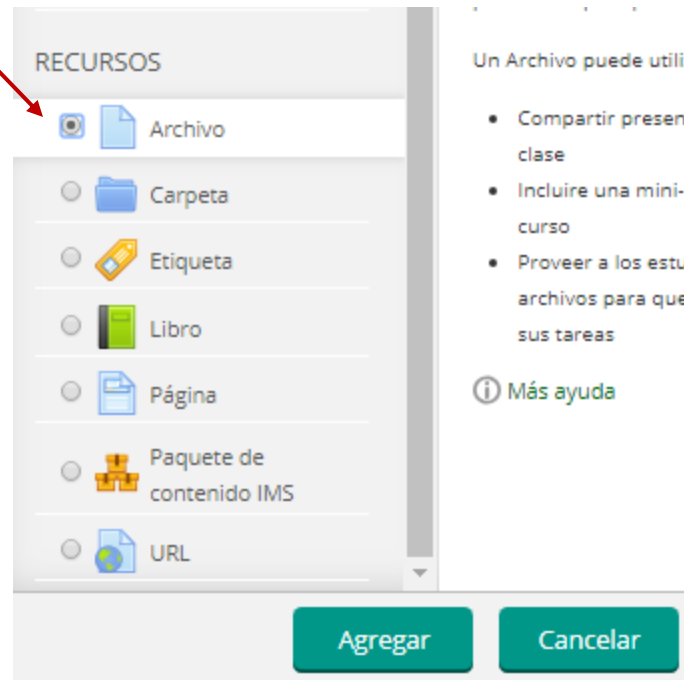 RECURSOS
Archivo
Carpeta
Etiqueta
Libro
Página
Paquete de
contenido IMS
URL
Un Archivo puede utili
Compartir presen
clase
Incluire una mini-
curso
Proveer a los estu
archivos para que
sus tareas
Más ayuda
Agregar
Cancelar